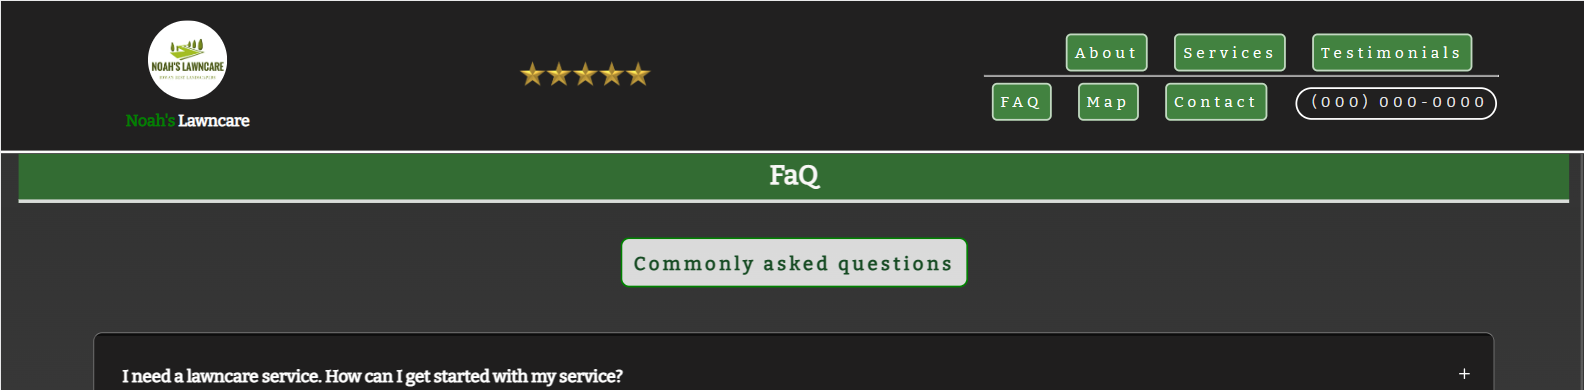 NOAH'S LAWNCARE
Noah's Lawncare
About
Services
Testimonials
FAQ
Map
Contact
(000) 000-0000
FaQ
Commonly asked questions
I need a lawncare service. How can I get started with my service?
+